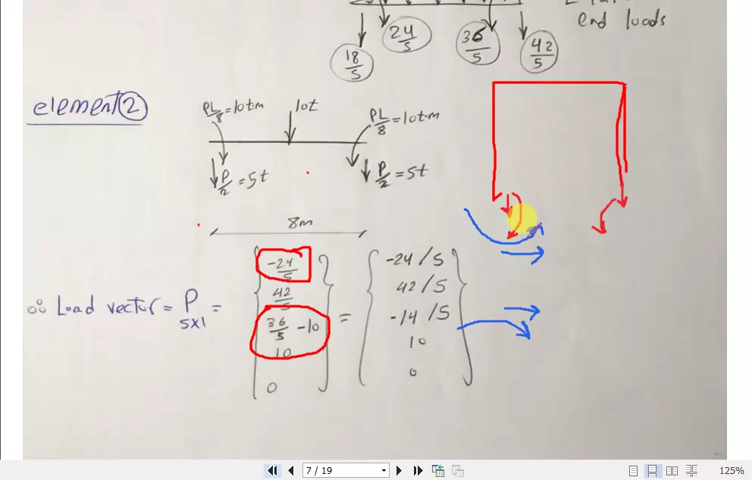 end loads
24/5
36/5
18/5
42/5
element ②
PL/8 = 10t.m
10t
PL/8 = 10t.m
P/2 = 5t
P/2 = 5t
8m
-24/5
-24/5
42/5
42/5
∴ Load vector = P 5X1 =
36/5 -10
=
-14/5
10
10
0
0
7 / 19
125%